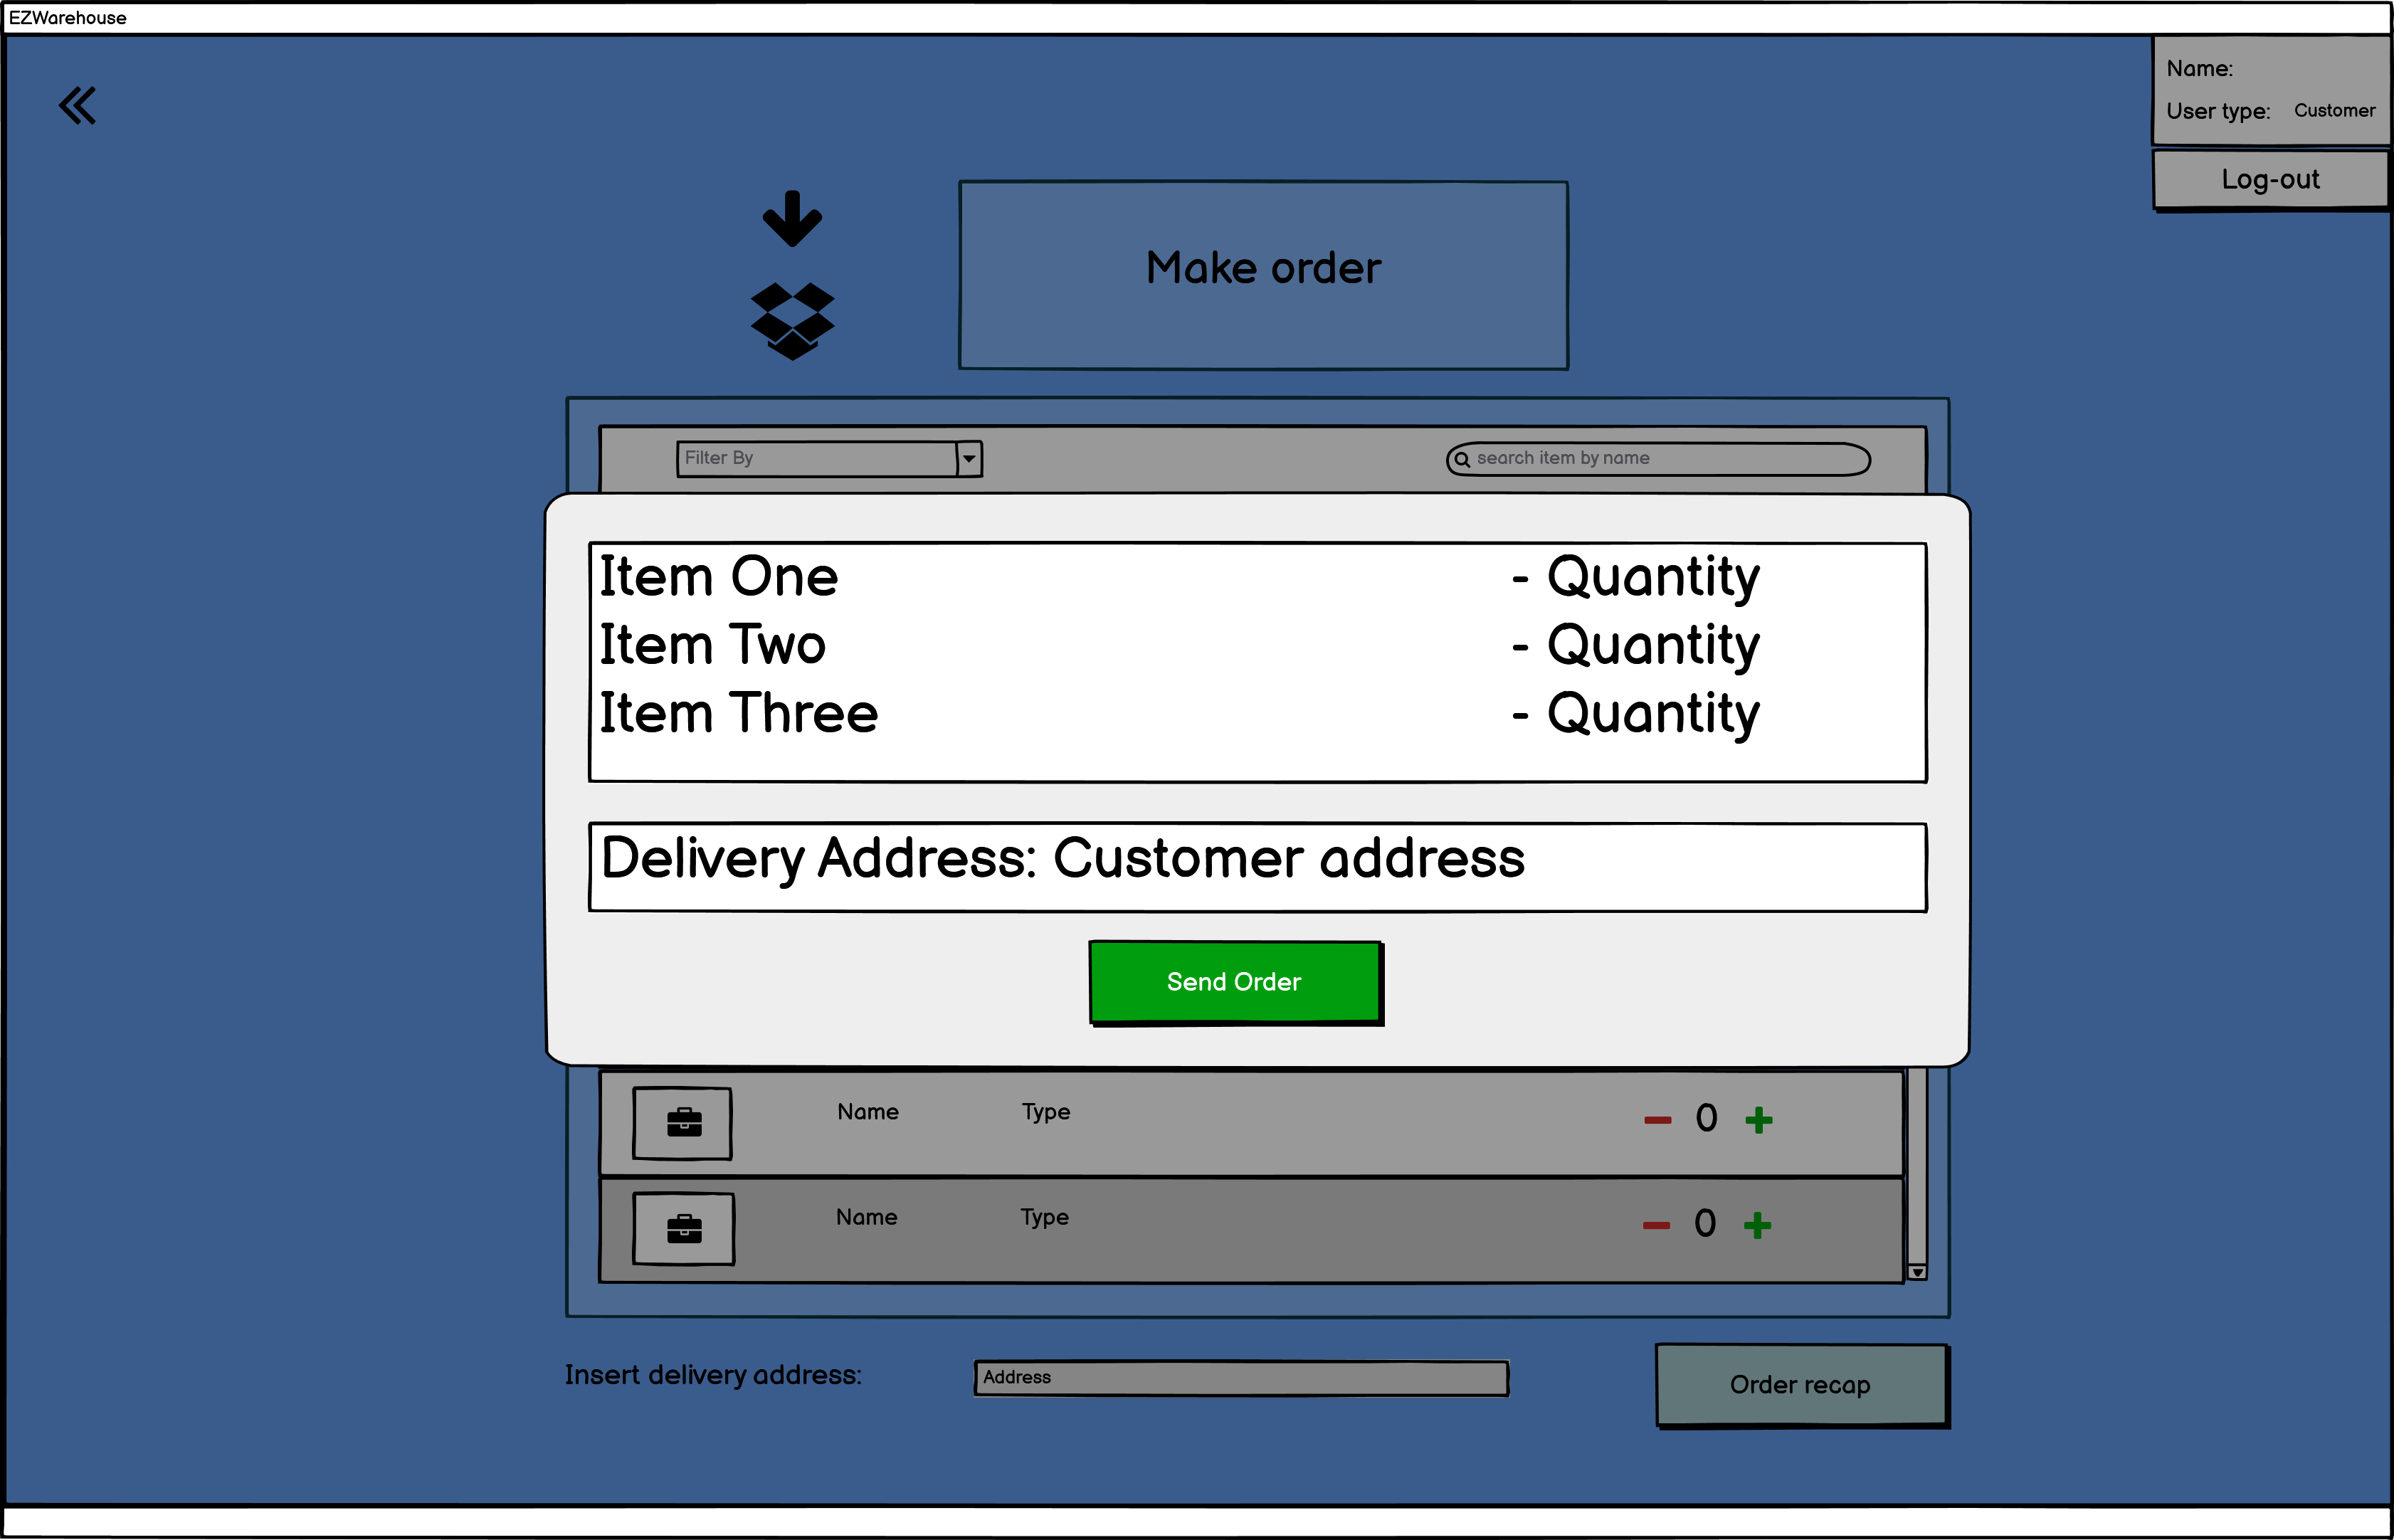 EZWarehouse
Name:
User type: Customer
Log-out
Make order
Filter By
search item by name
Item One - Quantity
Item Two - Quantity
Item Three - Quantity
Delivery Address: Customer address
Send Order
Name Type 0
Name Type 0
Insert delivery address: Address
Order recap